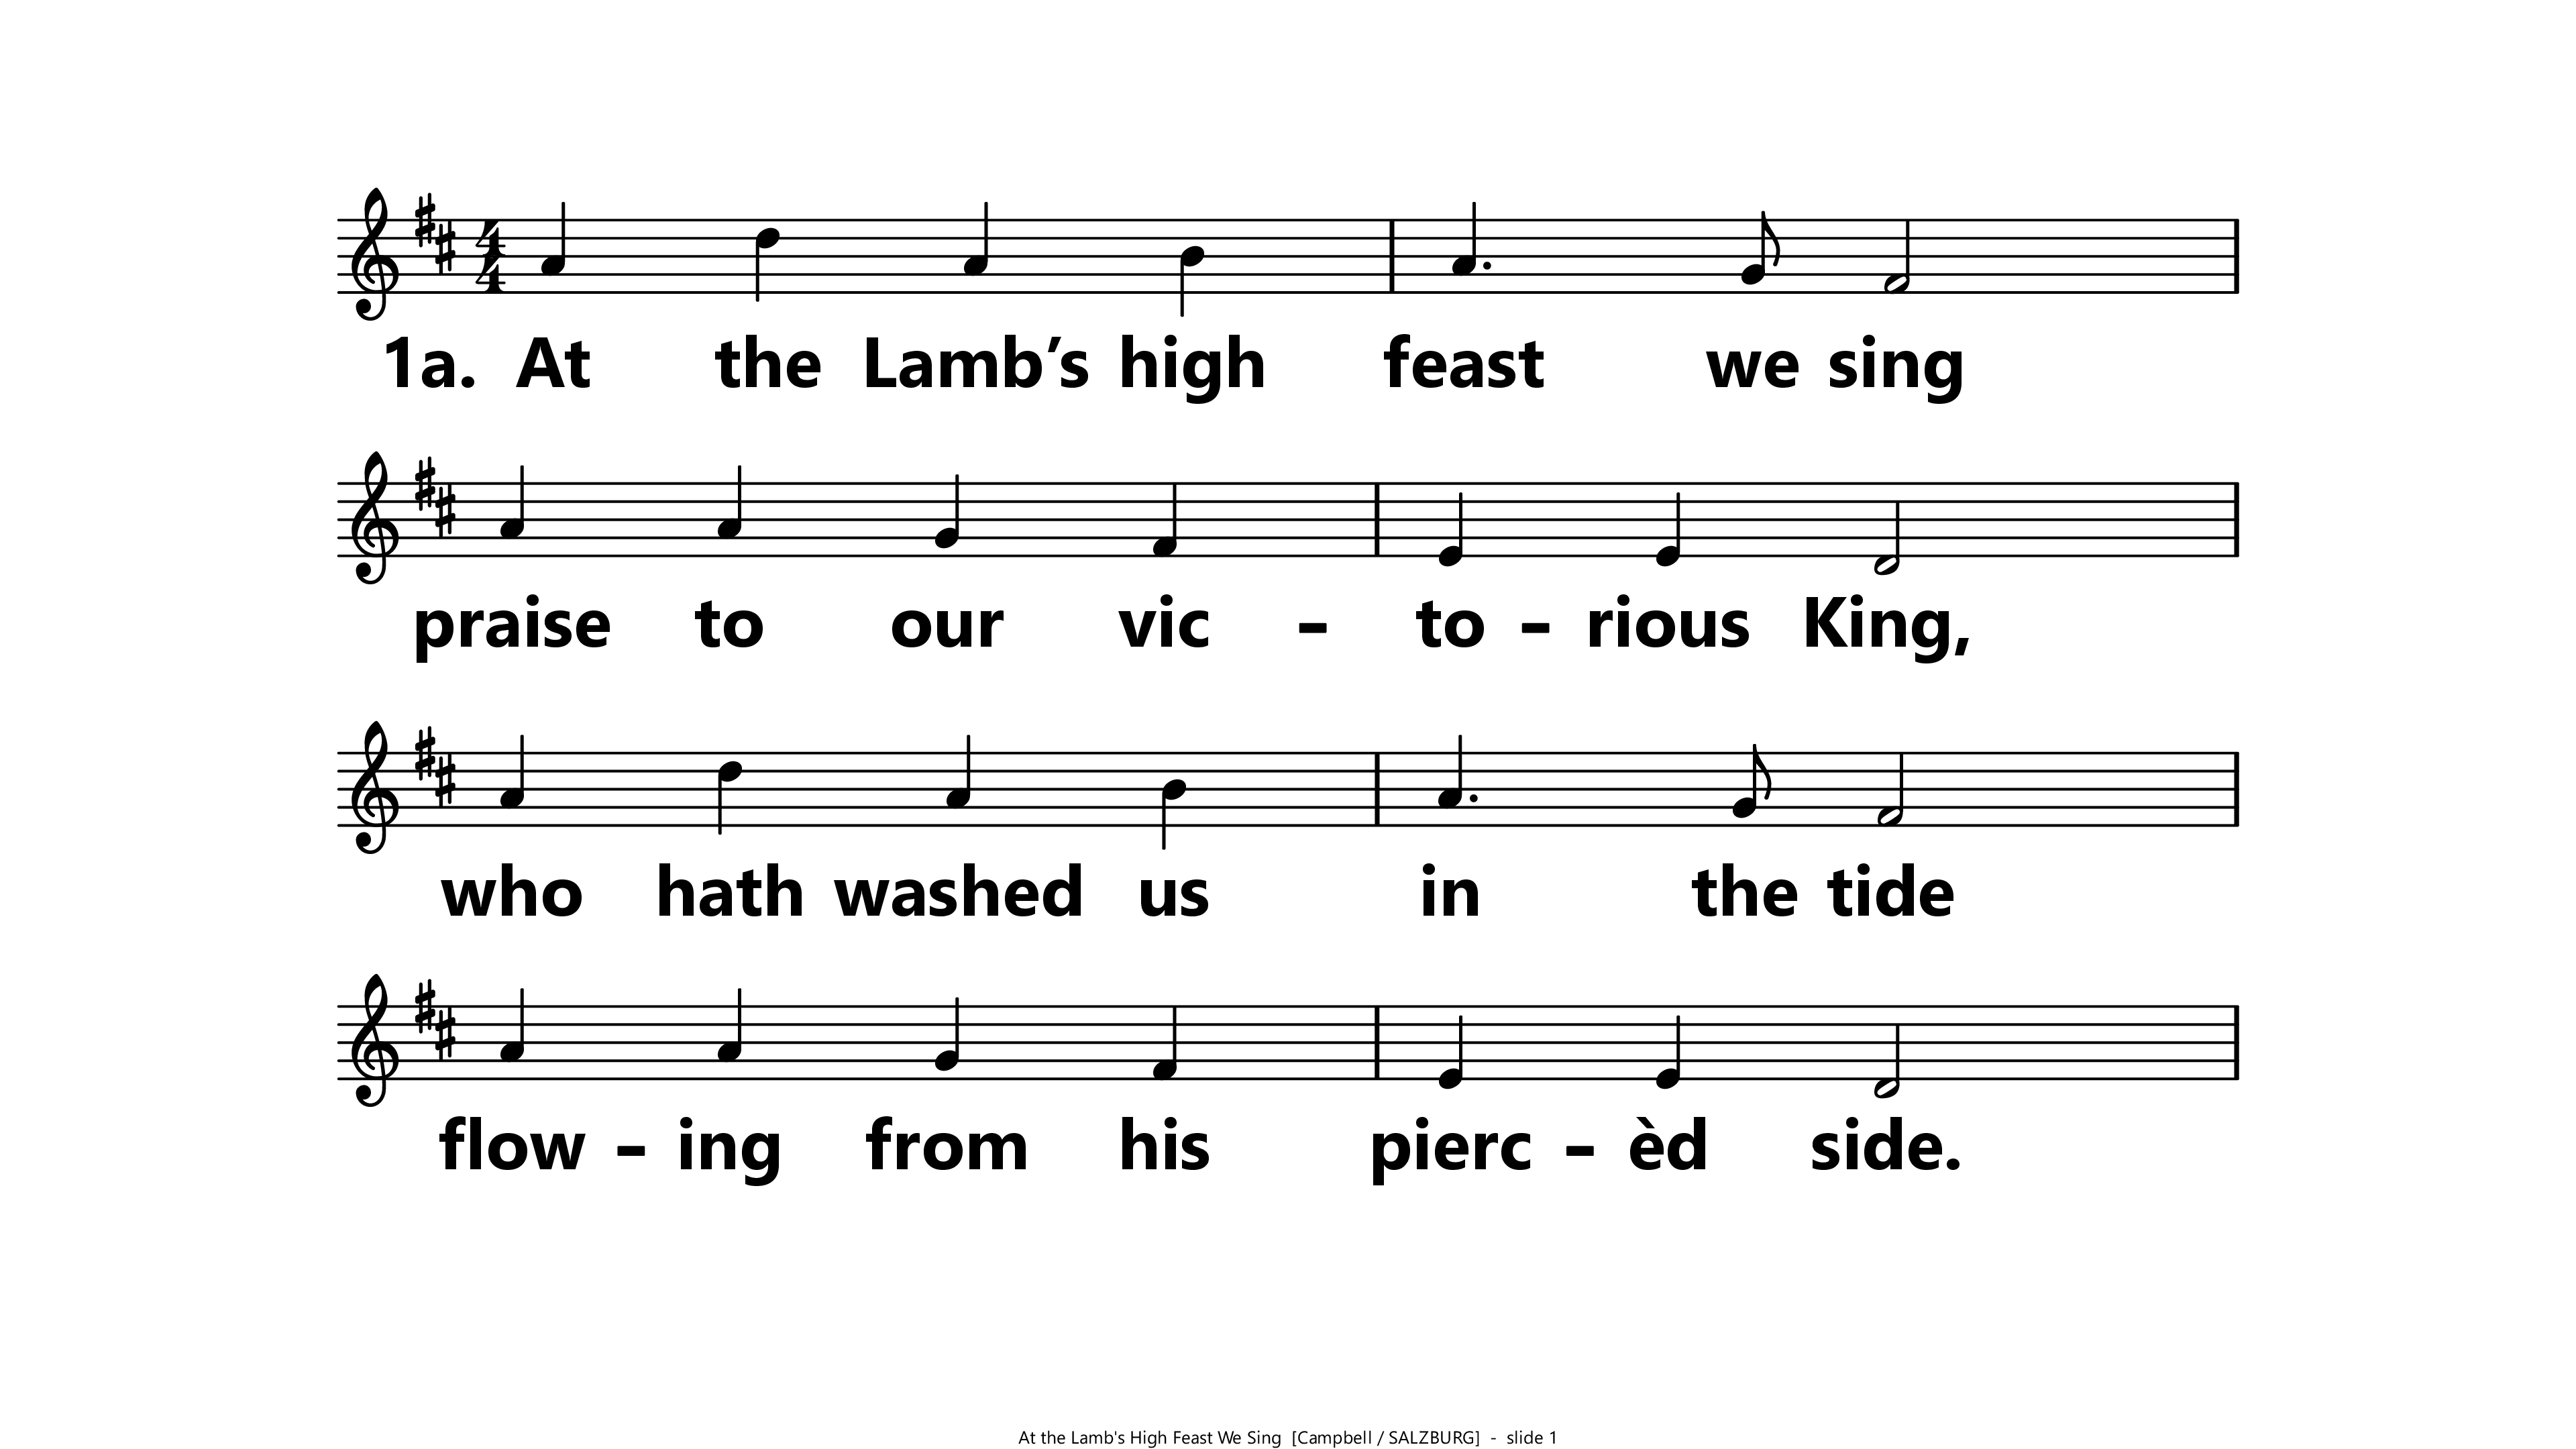 1a. At the Lamb’s high feast we sing
praise to our vic - to - rious King,
who hath washed us in the tide
flow - ing from his pierc - èd side.
At the Lamb's High Feast We Sing [Campbell / SALZBURG] - slide 1